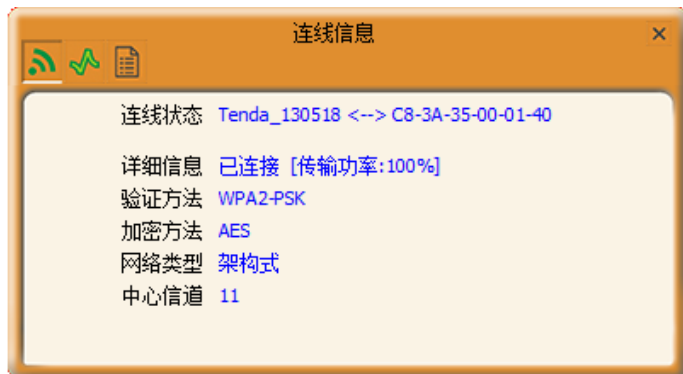 连线信息
连线状态 Tenda_130518 <--> C8-3A-35-00-01-40
详细信息 已连接 [传输功率:100%]
验证方法 WPA2-PSK
加密方法 AES
网络类型 架构式
中心信道 11